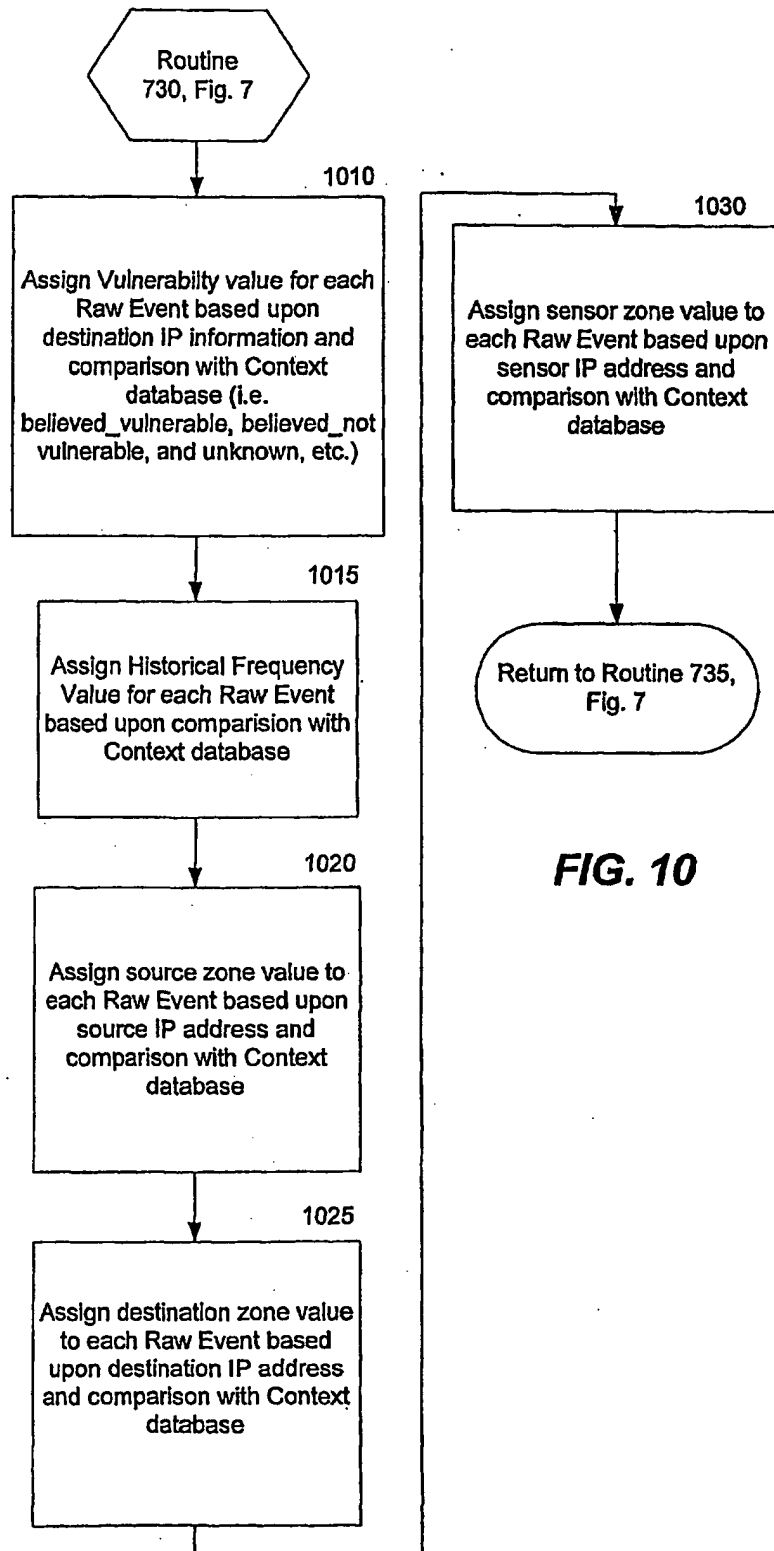 Routine
730, Fig. 7
1010
Assign Vulnerabilty value for each
Raw Event based upon
destination IP information and
comparison with Context
database (i.e.
believed_vulnerable, believed_not
vulnerable, and unknown, etc.)
1015
Assign Historical Frequency
Value for each Raw Event
based upon comparision with
Context database
1020
Assign source zone value to
each Raw Event based upon
source IP address and
comparison with Context
database
1025
Assign destination zone value
to each Raw Event based
upon destination IP address
and comparison with Context
database
1030
Assign sensor zone value to
each Raw Event based upon
sensor IP address and
comparison with Context
database
Return to Routine 735,
Fig. 7
FIG. 10